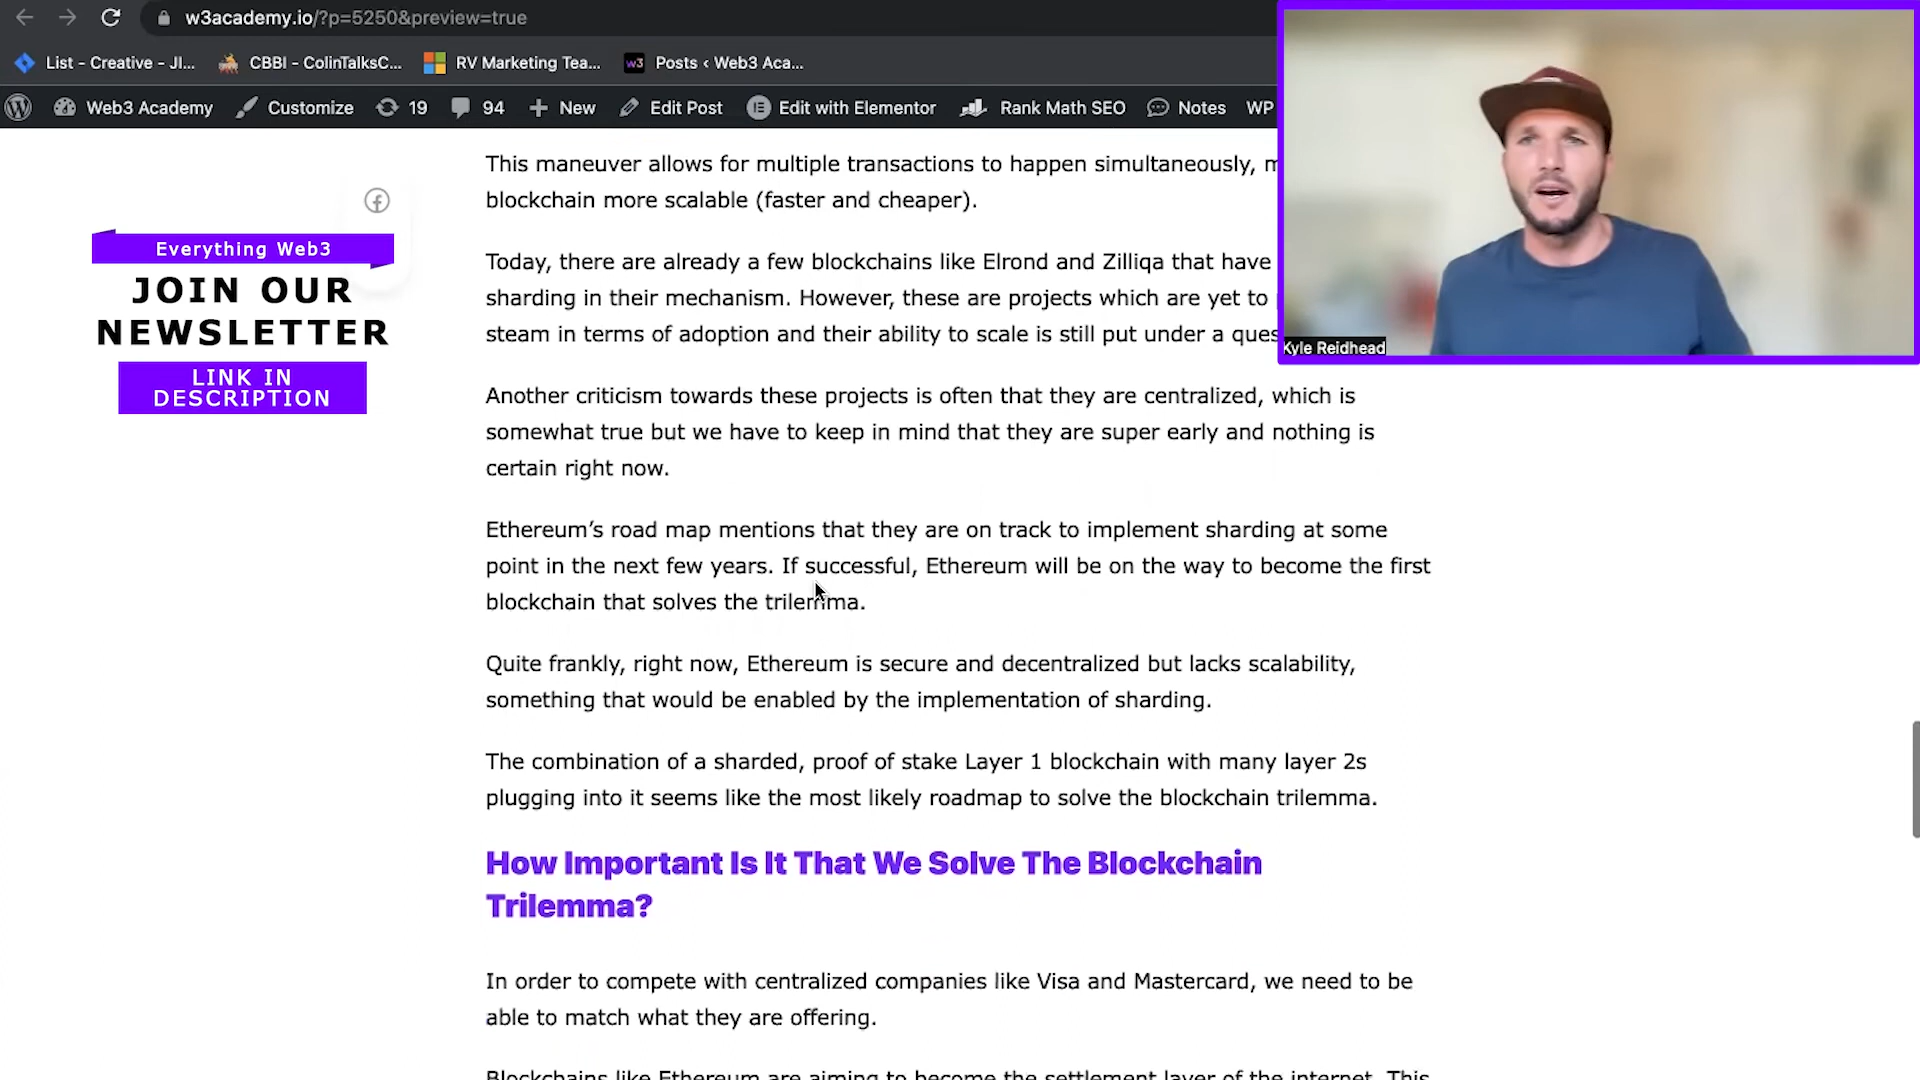 w3academy.io/?p=5250&preview=true
List - Creative - JI...
CBBI - ColinTalksC...
RV Marketing Tea...
w3
Posts ‹ Web3 Aca...
Web3 Academy
Customize
19
94
New
Edit Post
Edit with Elementor
Rank Math SEO
Notes
WP
Kyle Reidhead
Everything Web3
JOIN OUR
NEWSLETTER
LINK IN
DESCRIPTION
This maneuver allows for multiple transactions to happen simultaneously, m
blockchain more scalable (faster and cheaper).
Today, there are already a few blockchains like Elrond and Zilliqa that have
sharding in their mechanism. However, these are projects which are yet to
steam in terms of adoption and their ability to scale is still put under a ques
Another criticism towards these projects is often that they are centralized, which is
somewhat true but we have to keep in mind that they are super early and nothing is
certain right now.
Ethereum’s road map mentions that they are on track to implement sharding at some
point in the next few years. If successful, Ethereum will be on the way to become the first
blockchain that solves the trilemma.
Quite frankly, right now, Ethereum is secure and decentralized but lacks scalability,
something that would be enabled by the implementation of sharding.
The combination of a sharded, proof of stake Layer 1 blockchain with many layer 2s
plugging into it seems like the most likely roadmap to solve the blockchain trilemma.
How Important Is It That We Solve The Blockchain
Trilemma?
In order to compete with centralized companies like Visa and Mastercard, we need to be
able to match what they are offering.
Blockchains like Ethereum are aiming to become the settlement layer of the internet. This